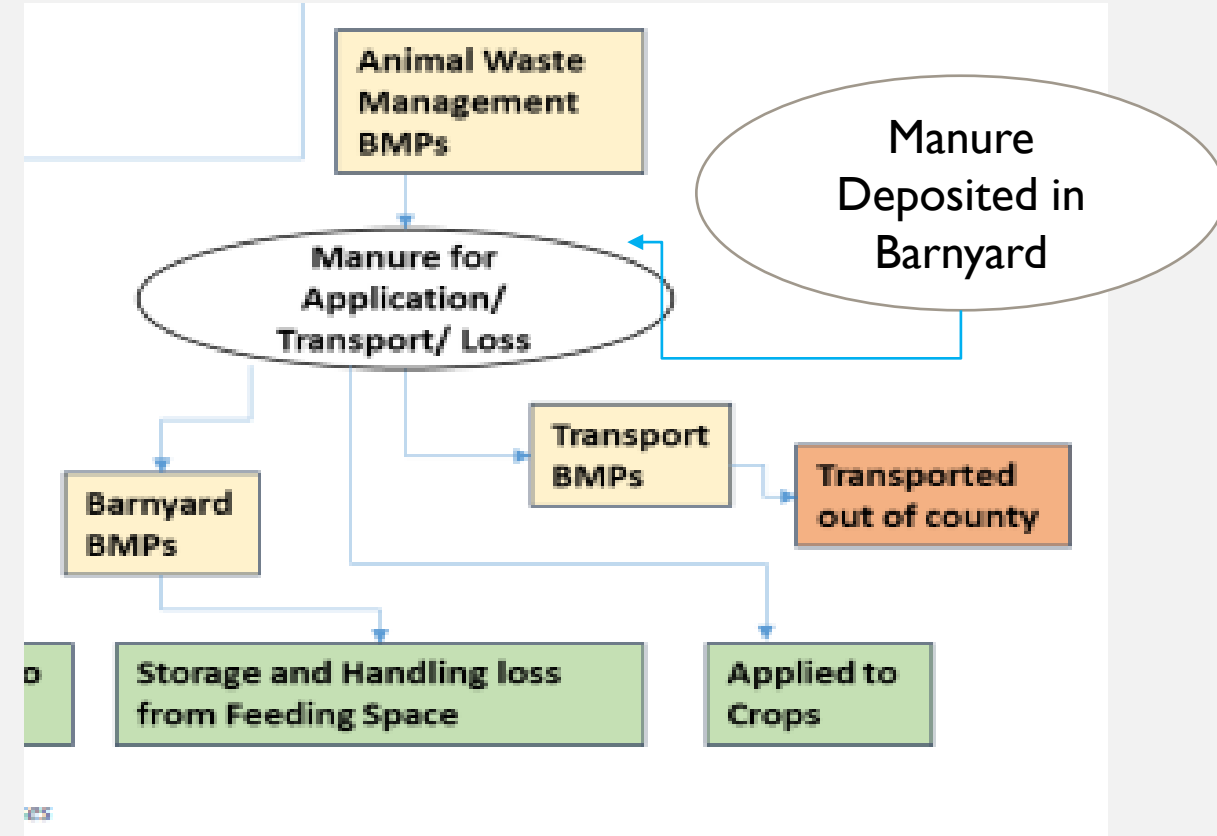 Animal Waste
Management
BMPs
Manure
Deposited in
Barnyard
Manure for
Application/
Transport/ Loss
Transport
BMPs
Transported
out of county
Barnyard
BMPs
o
Storage and Handling loss
from Feeding Space
Applied to
Crops
es